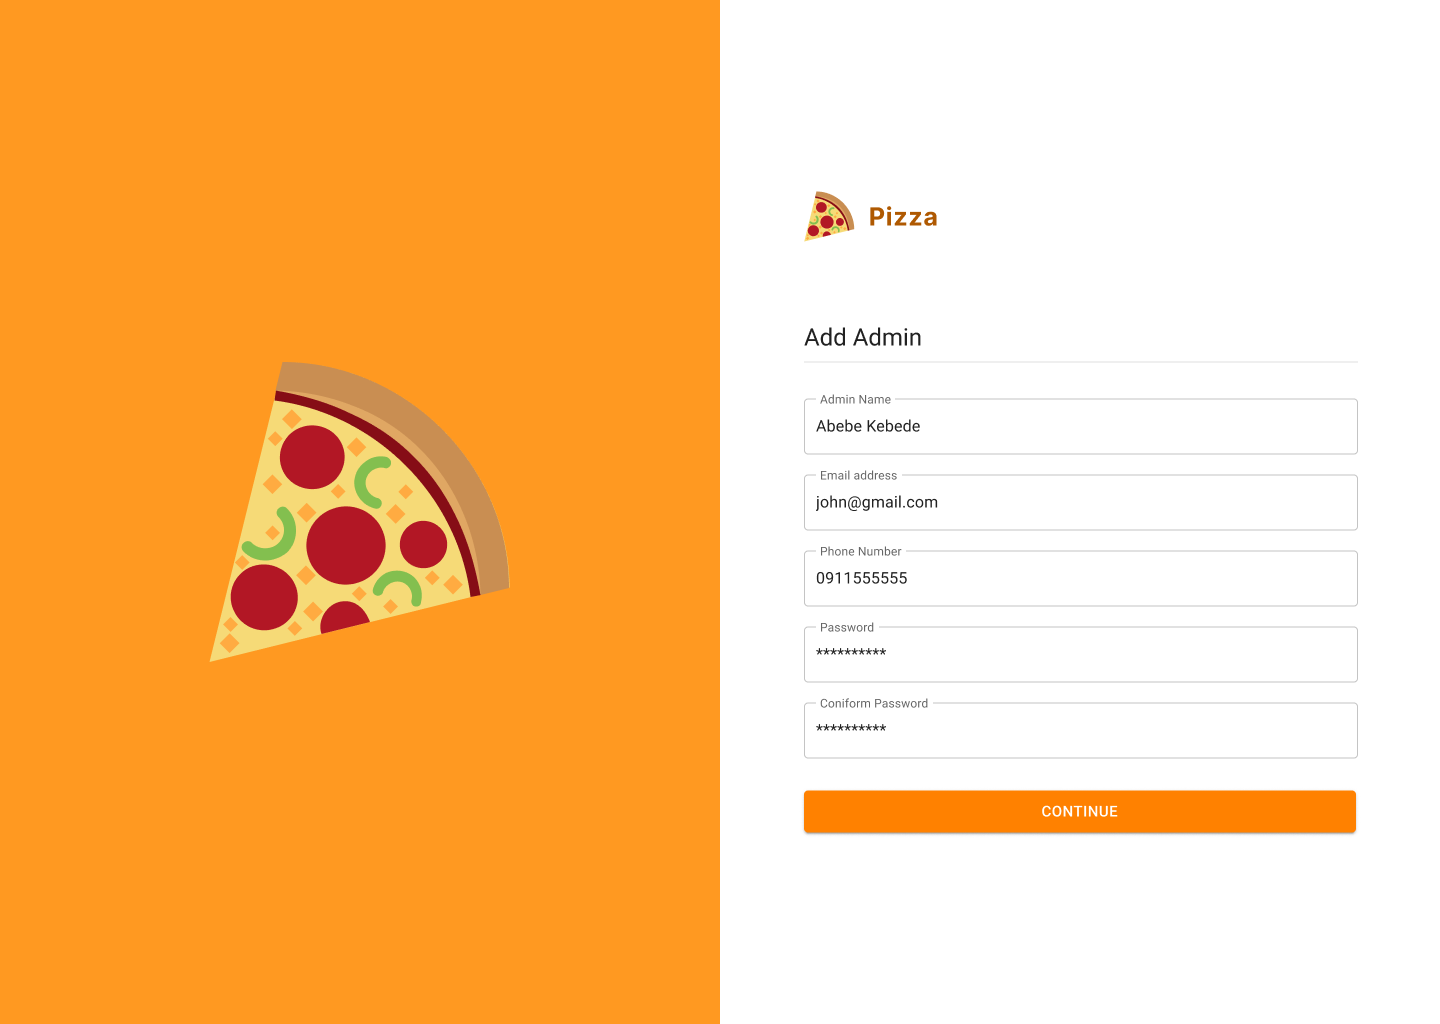 Pizza
Add Admin
Admin Name
Abebe Kebede
Email address
john@gmail.com
Phone Number
0911555555
Password
**********
Coniform Password
**********
CONTINUE